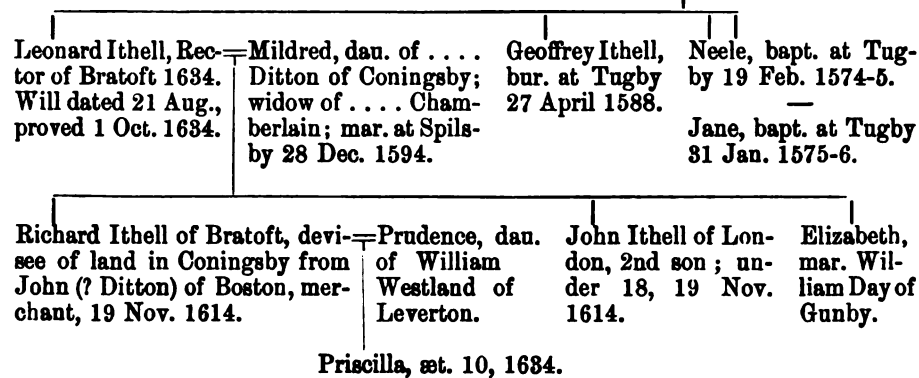 Leonard Ithell, Rec-
tor of Bratoft 1634.
Will dated 21 Aug.,
proved 1 Oct. 1634.
Mildred, dau. of . . . .
Ditton of Coningsby;
widow of . . . . Cham-
berlain; mar. at Spils-
by 28 Dec. 1594.
Geoffrey Ithell,
bur. at Tugby
27 April 1588.
Neele, bapt. at Tug-
by 19 Feb. 1574-5.
—
Jane, bapt. at Tugby
31 Jan. 1575-6.
Richard Ithell of Bratoft, devi-
see of land in Coningsby from
John (? Ditton) of Boston, mer-
chant, 19 Nov. 1614.
Prudence, dau.
of William
Westland of
Leverton.
John Ithell of Lon-
don, 2nd son; un-
der 18, 19 Nov.
1614.
Elizabeth,
mar. Wil-
liam Day of
Gunby.
Priscilla, æt. 10, 1634.